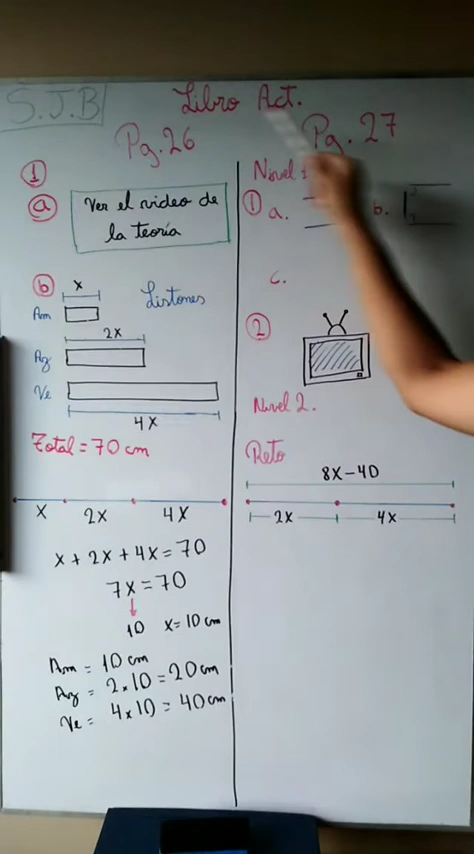 S.J.B
Libro Act.
Pg. 26
1
a
Ver el video de
la teoría
b
Listones
x
Am
2x
Az
Ve
4x
Total = 70 cm
x 2x 4x
x + 2x + 4x = 70
7x = 70
10 x = 10 cm
Am = 10 cm
Az = 2 x 10 = 20 cm
Ve = 4 x 10 = 40 cm
Pg. 27
Nivel 1
1 a. b.
c.
2
Nivel 2.
Reto
8x - 40
2x 4x